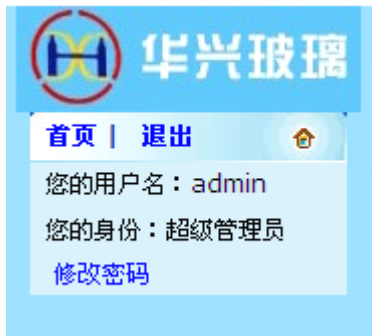 华兴玻璃
首页 | 退出
您的用户名：admin
您的身份：超级管理员
修改密码